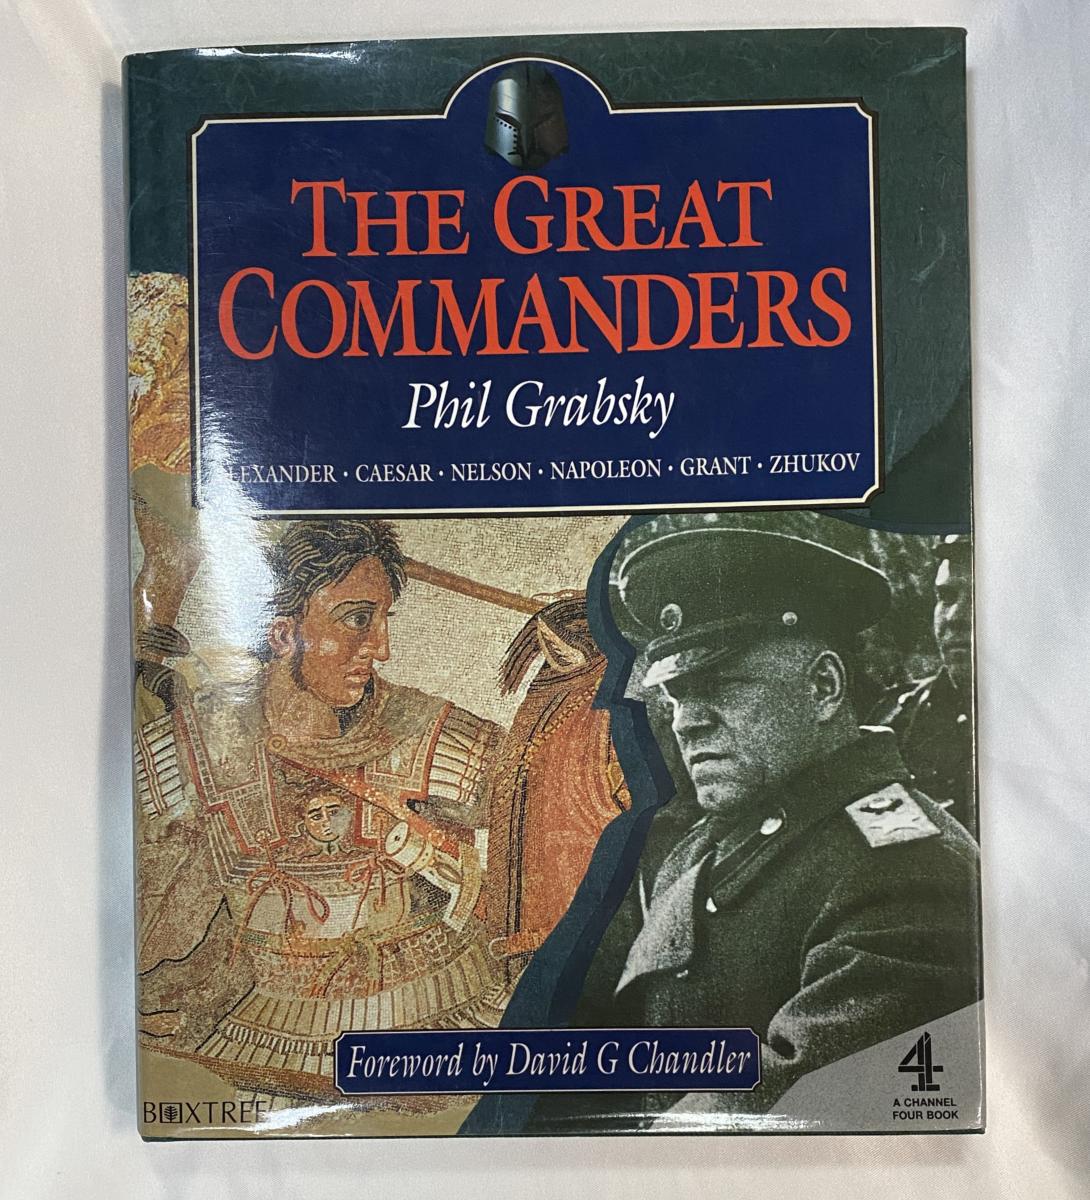 THE GREAT
COMMANDERS
Phil Grabsky
LEXANDER · CAESAR · NELSON · NAPOLEON · GRANT · ZHUKOV
Foreword by David G Chandler
BOXTREE
4
A CHANNEL
FOUR BOOK